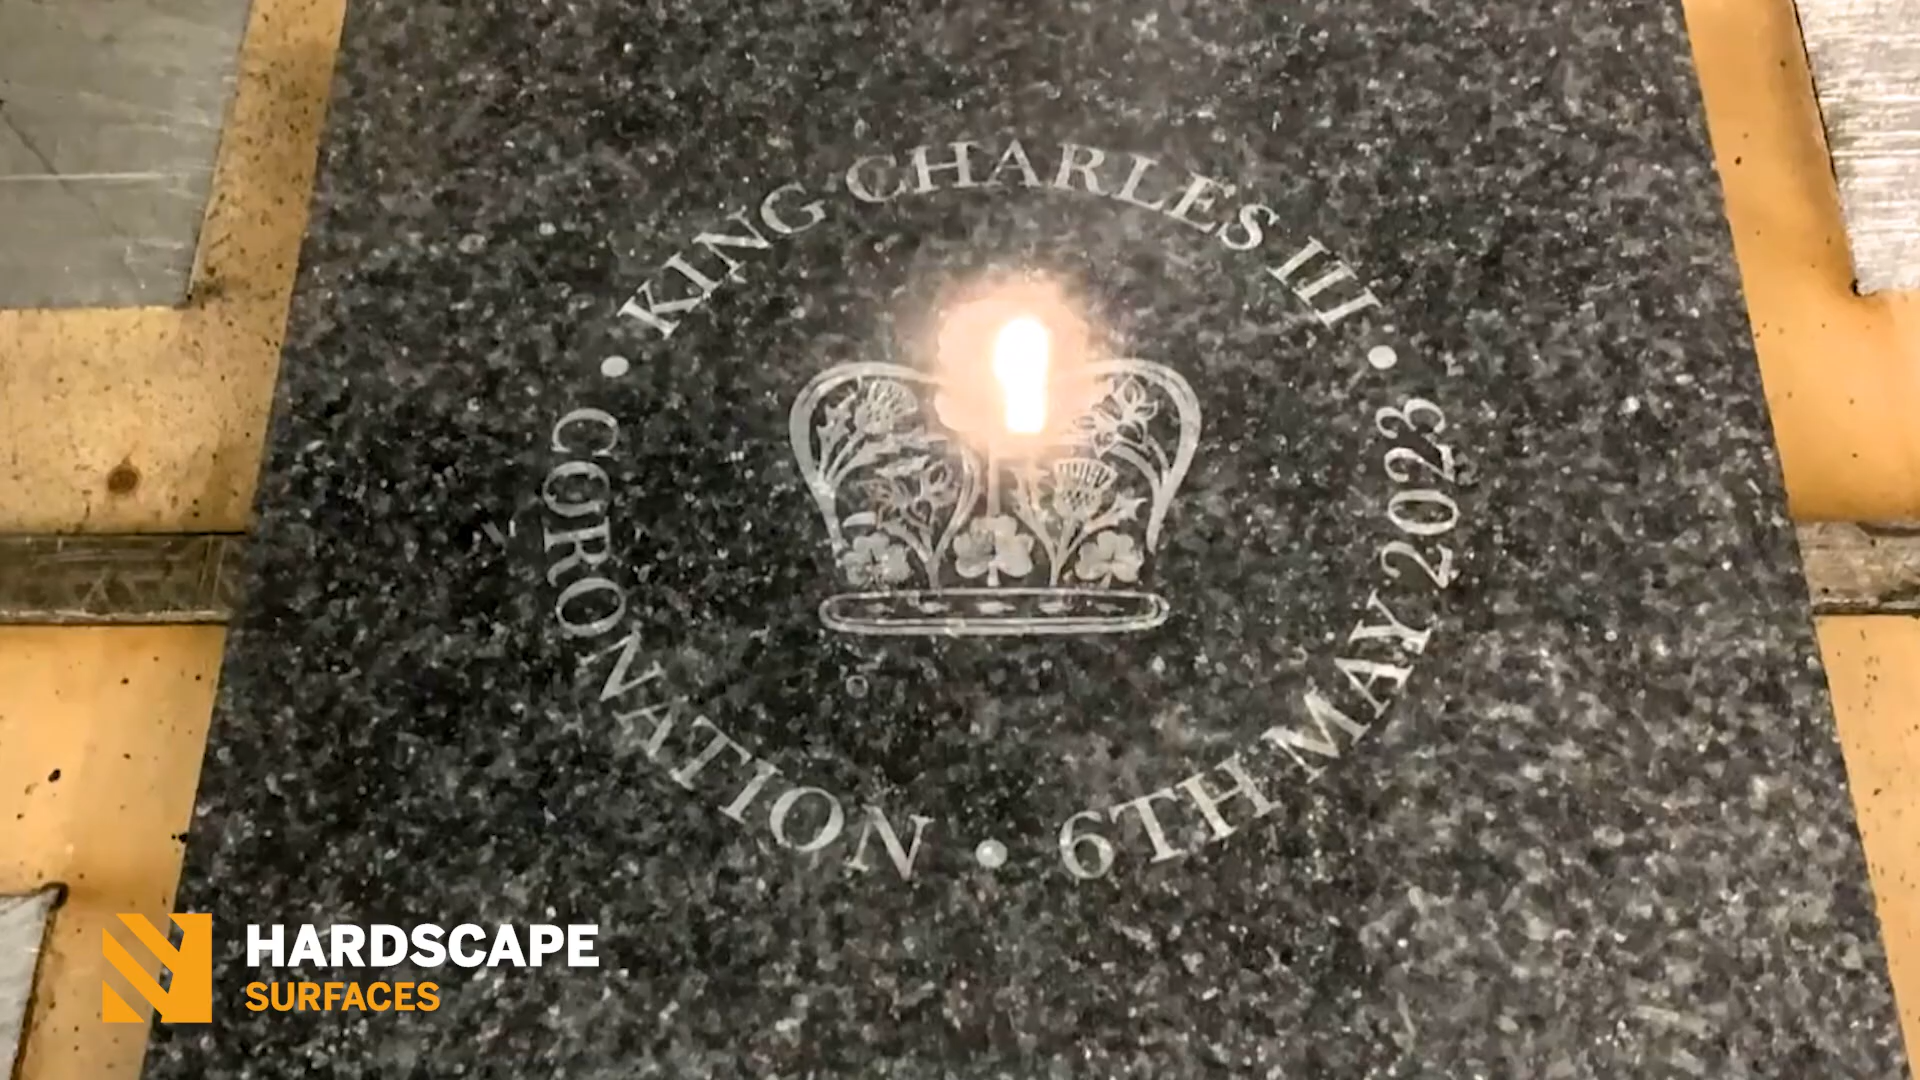 KING CHARLES III
• CORONATION • 6TH MAY 2023 •
HARDSCAPE
SURFACES